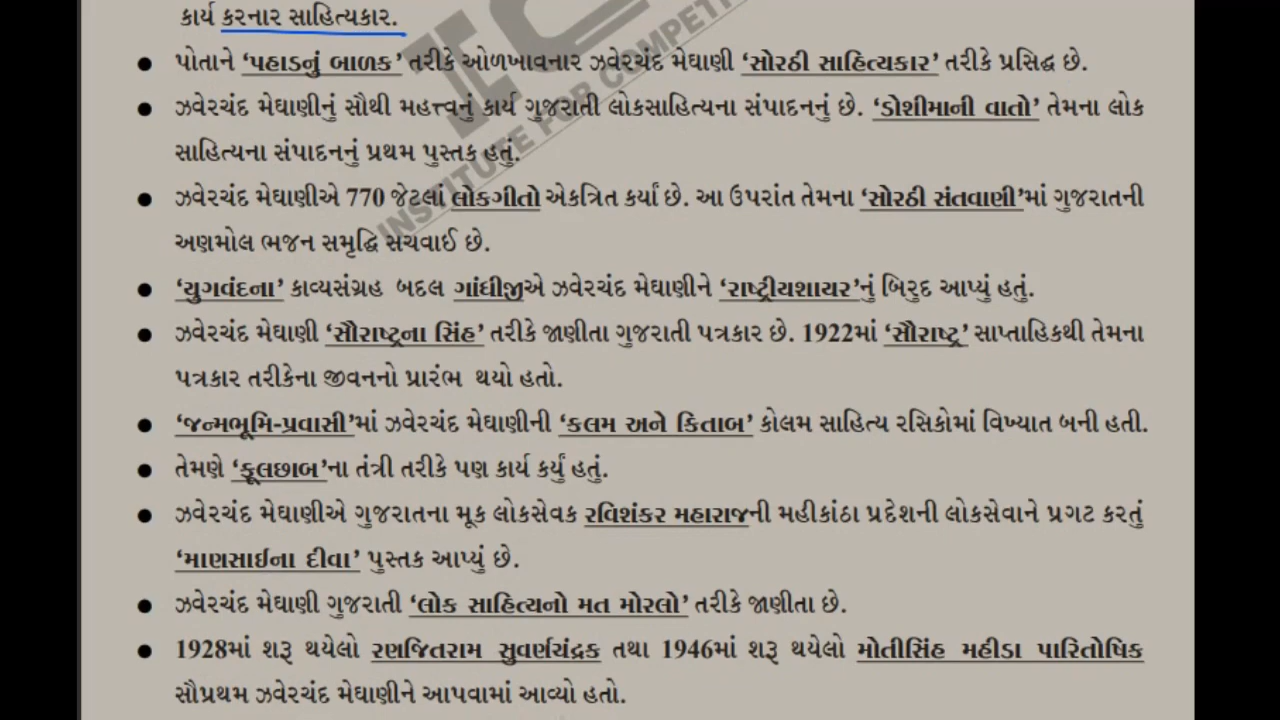 કાર્ય કરનાર સાહિત્યકાર.
● પોતાને ‘પહાડનું બાળક’ તરીકે ઓળખાવનાર ઝવેરચંદ મેઘાણી ‘સોરઠી સાહિત્યકાર’ તરીકે પ્રસિદ્ધ છે.
● ઝવેરચંદ મેઘાણીનું સૌથી મહત્ત્વનું કાર્ય ગુજરાતી લોકસાહિત્યના સંપાદનનું છે. ‘ડોશીમાની વાતો’ તેમના લોક
સાહિત્યના સંપાદનનું પ્રથમ પુસ્તક હતું.
● ઝવેરચંદ મેઘાણીએ 770 જેટલાં લોકગીતો એકત્રિત કર્યાં છે. આ ઉપરાંત તેમના ‘સોરઠી સંતવાણી’માં ગુજરાતની
અણમોલ ભજન સમૃદ્ધિ સચવાઈ છે.
● ‘યુગવંદના’ કાવ્યસંગ્રહ બદલ ગાંધીજીએ ઝવેરચંદ મેઘાણીને ‘રાષ્ટ્રીયશાયર’નું બિરુદ આપ્યું હતું.
● ઝવેરચંદ મેઘાણી ‘સૌરાષ્ટ્રના સિંહ’ તરીકે જાણીતા ગુજરાતી પત્રકાર છે. 1922માં ‘સૌરાષ્ટ્ર’ સાપ્તાહિકથી તેમના
પત્રકાર તરીકેના જીવનનો પ્રારંભ થયો હતો.
● ‘જન્મભૂમિ-પ્રવાસી’માં ઝવેરચંદ મેઘાણીની ‘કલમ અને કિતાબ’ કોલમ સાહિત્ય રસિકોમાં વિખ્યાત બની હતી.
● તેમણે ‘ફૂલછાબ’ના તંત્રી તરીકે પણ કાર્ય કર્યું હતું.
● ઝવેરચંદ મેઘાણીએ ગુજરાતના મૂક લોકસેવક રવિશંકર મહારાજની મહીકાંઠા પ્રદેશની લોકસેવાને પ્રગટ કરતું
‘માણસાઈના દીવા’ પુસ્તક આપ્યું છે.
● ઝવેરચંદ મેઘાણી ગુજરાતી ‘લોક સાહિત્યનો મત મોરલો’ તરીકે જાણીતા છે.
● 1928માં શરૂ થયેલો રણજિતરામ સુવર્ણચંદ્રક તથા 1946માં શરૂ થયેલો મોતીસિંહ મહીડા પારિતોષિક
સૌપ્રથમ ઝવેરચંદ મેઘાણીને આપવામાં આવ્યો હતો.
INSTITUTE FOR COMPETI